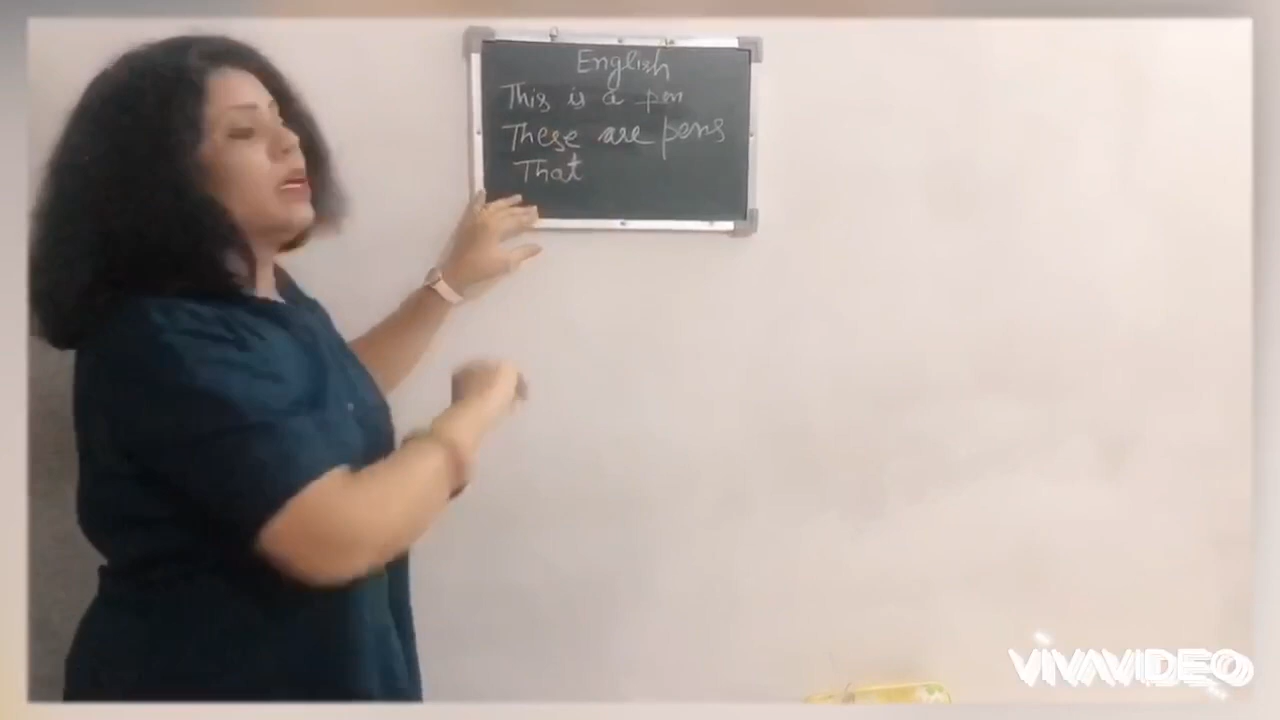 English
This is a pen
These are pens
That
VIVAVIDEO